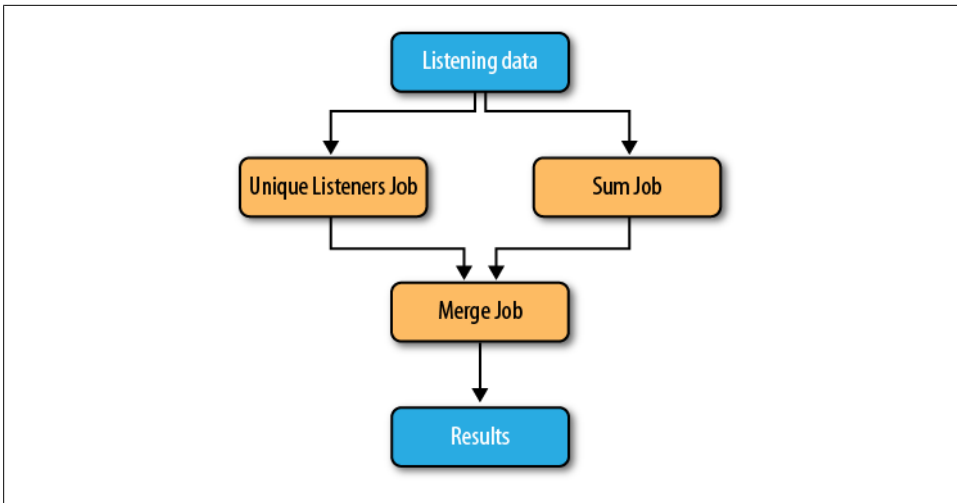 Listening data
Unique Listeners Job
Sum Job
Merge Job
Results